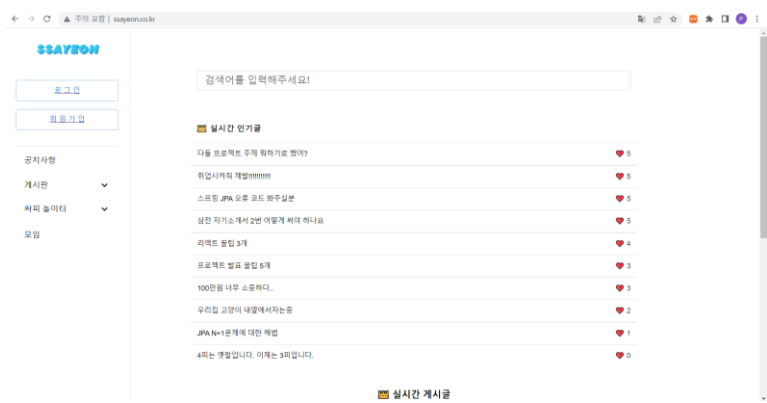 주의 요함 | ssayeon.co.kr
SSAYEON
로그인
회원가입
공지사항
게시판
싸피 놀이터
모임
검색어를 입력해주세요!
실시간 인기글
다들 프로젝트 주제 뭐하기로 했어? 5
취업시켜줘 제발!!!!!!!!!!! 5
스프링 JPA 오류 코드 봐주실분 5
삼전 자기소개서 2번 어떻게 써야 하나요 5
리액트 꿀팁 3개 4
프로젝트 발표 꿀팁 5개 3
100만원 너무 소중하다.. 3
우리집 고양이 내옆에서자는중 2
JPA N+1문제에 대한 해법 1
4피는 옛말입니다. 이제는 3피입니다. 0
실시간 게시글